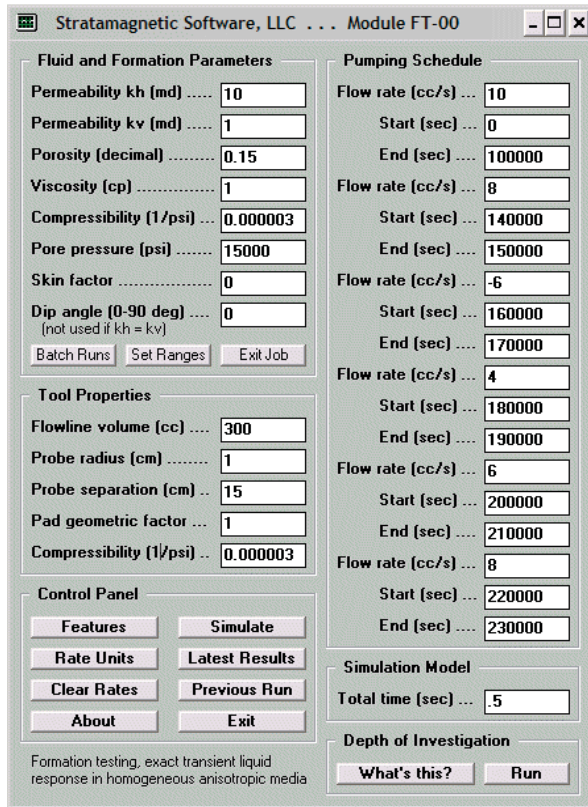 Stratamagnetic Software, LLC . . . Module FT-00
Fluid and Formation Parameters
Permeability kh (md) ..... 10
Permeability kv (md) ..... 1
Porosity (decimal) ......... 0.15
Viscosity (cp) ............... 1
Compressibility (1/psi) ... 0.000003
Pore pressure (psi) ....... 15000
Skin factor .................. 0
Dip angle (0-90 deg) .... 0
(not used if kh = kv)
Batch Runs Set Ranges Exit Job
Tool Properties
Flowline volume (cc) .... 300
Probe radius (cm) ........ 1
Probe separation (cm) .. 15
Pad geometric factor ... 1
Compressibility (1/psi) .. 0.000003
Control Panel
Features Simulate
Rate Units Latest Results
Clear Rates Previous Run
About Exit
Formation testing, exact transient liquid
response in homogeneous anisotropic media
Pumping Schedule
Flow rate (cc/s) ... 10
Start (sec) .... 0
End (sec) .... 100000
Flow rate (cc/s) ... 8
Start (sec) .... 140000
End (sec) .... 150000
Flow rate (cc/s) ... -6
Start (sec) .... 160000
End (sec) .... 170000
Flow rate (cc/s) ... 4
Start (sec) .... 180000
End (sec) .... 190000
Flow rate (cc/s) ... 6
Start (sec) .... 200000
End (sec) .... 210000
Flow rate (cc/s) ... 8
Start (sec) .... 220000
End (sec) .... 230000
Simulation Model
Total time (sec) ... .5
Depth of Investigation
What's this? Run